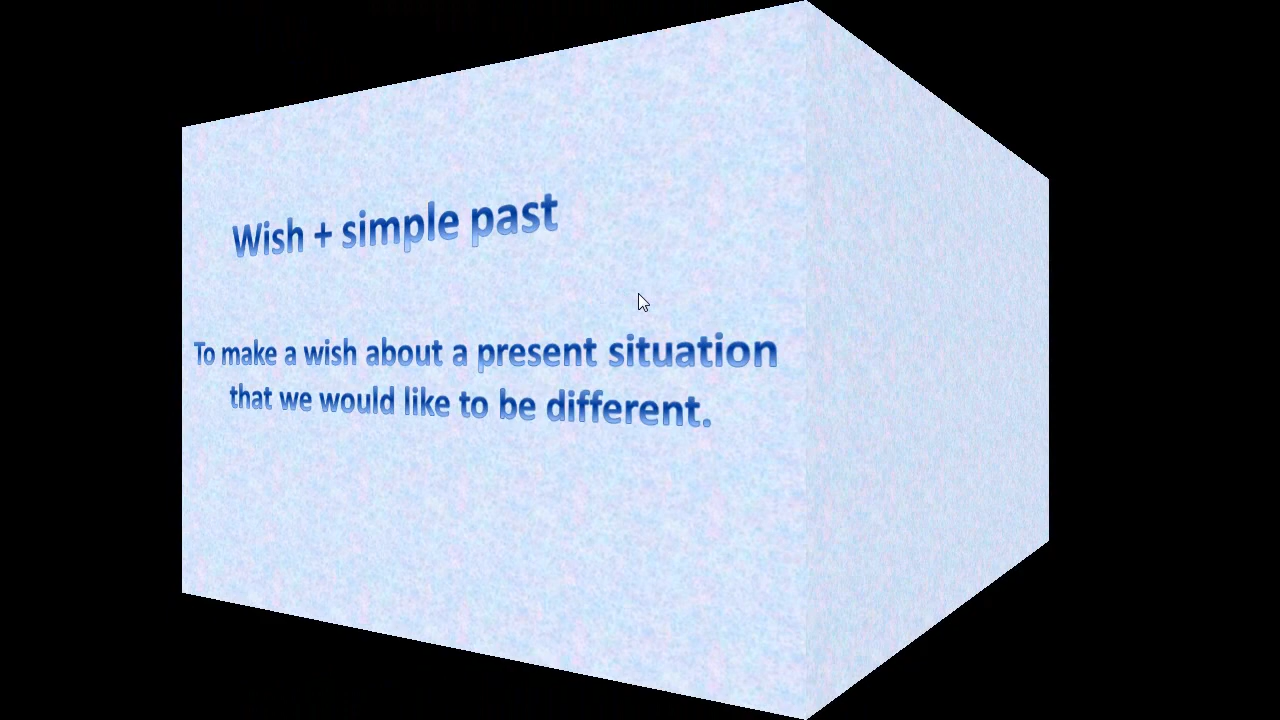 Wish + simple past
To make a wish about a present situation
that we would like to be different.